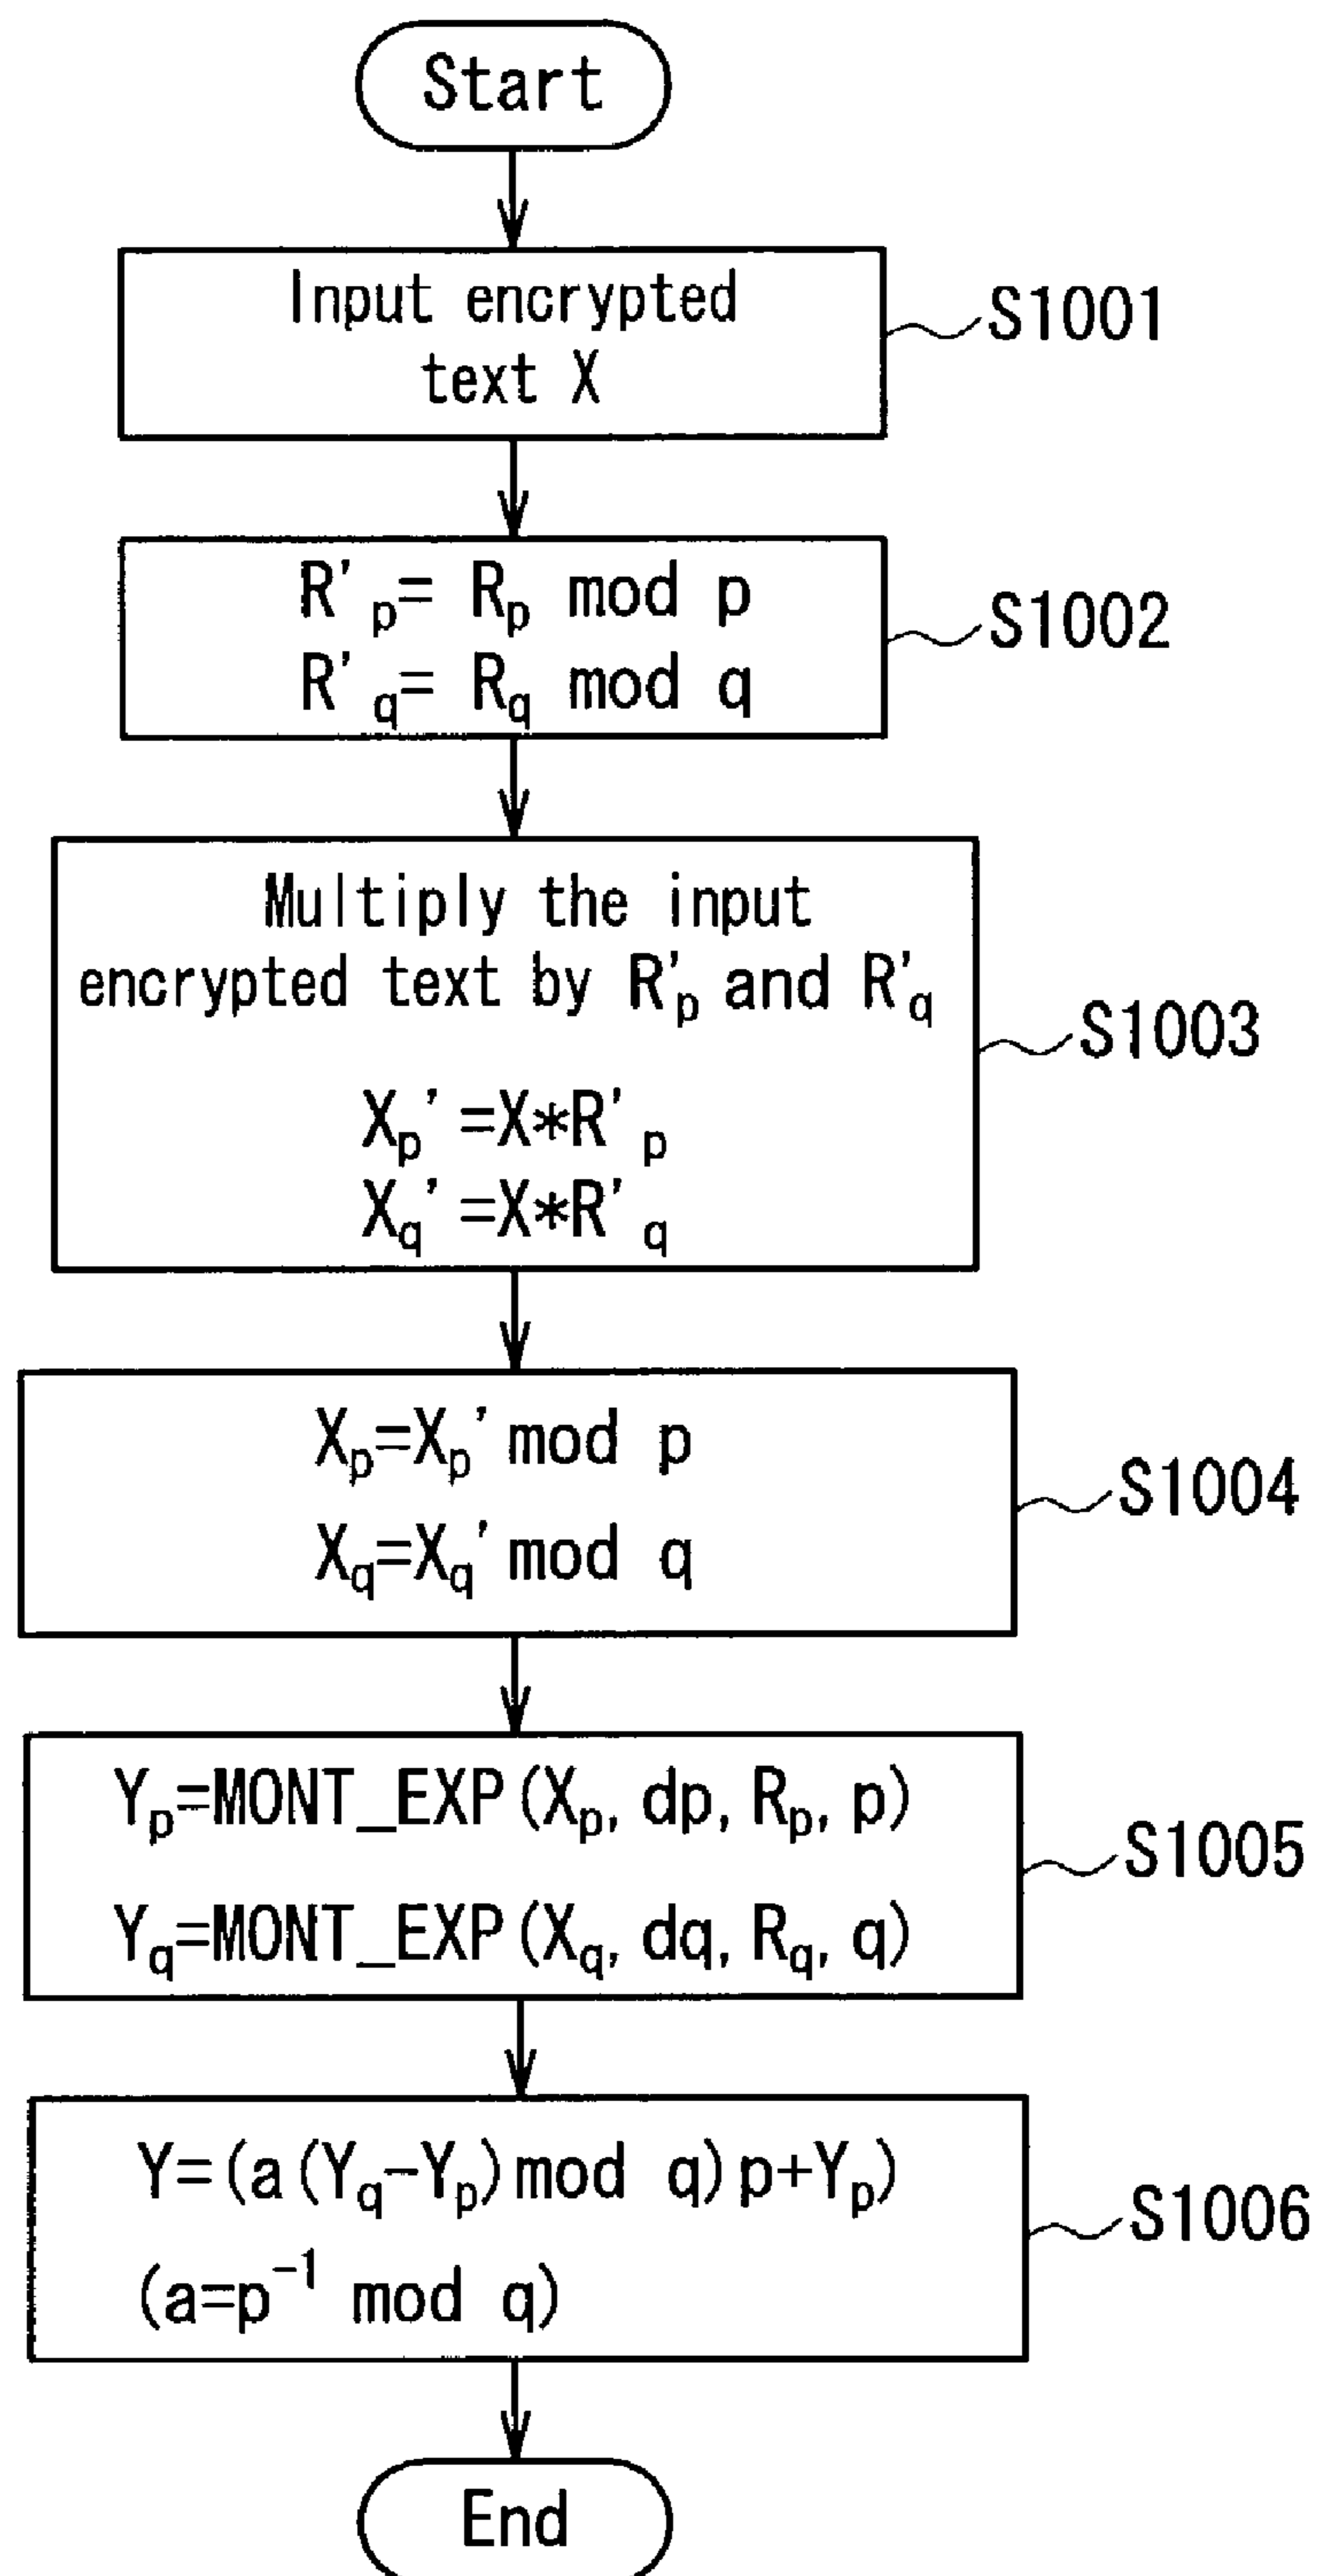 Start
Input encrypted
text X
S1001
R'p= Rp mod p
R'q= Rq mod q
S1002
Multiply the input
encrypted text by R'p and R'q
Xp'=X*R'p
Xq'=X*R'q
S1003
Xp=Xp' mod p
Xq=Xq' mod q
S1004
Yp=MONT_EXP(Xp, dp, Rp, p)
Yq=MONT_EXP(Xq, dq, Rq, q)
S1005
Y=(a(Yq-Yp)mod q)p+Yp)
(a=p⁻¹ mod q)
S1006
End